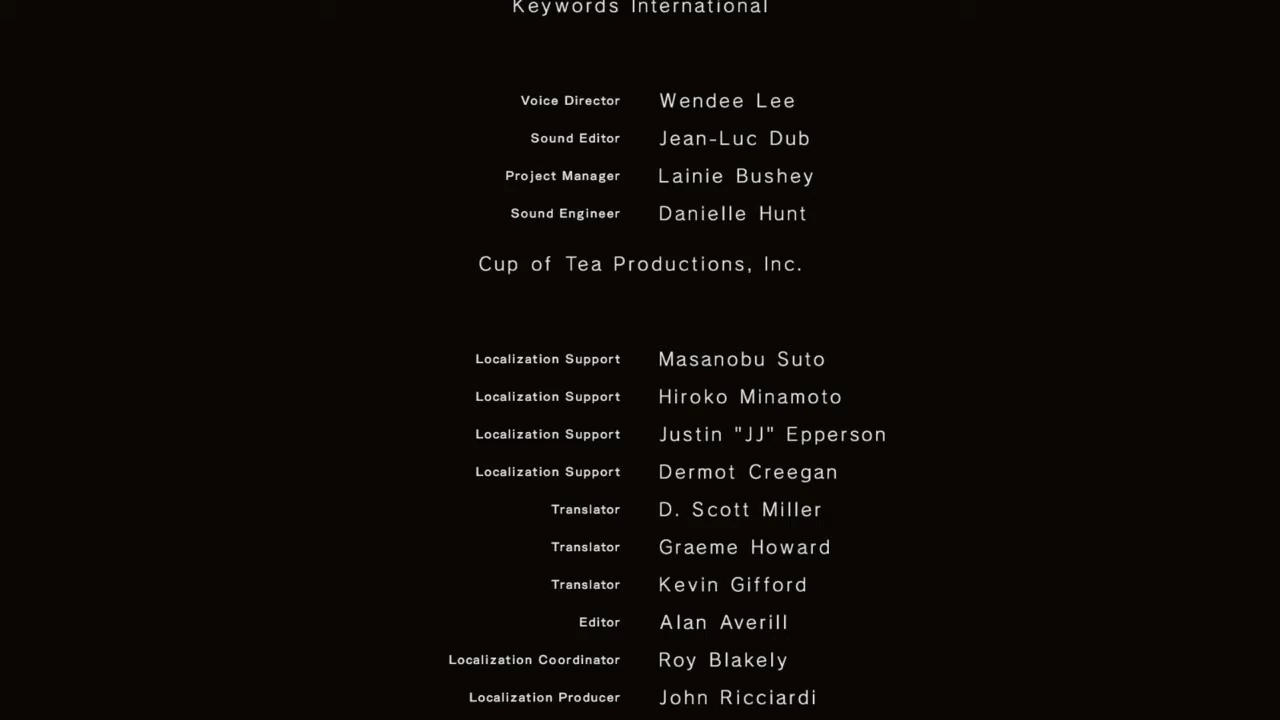 Keywords International
Voice Director Wendee Lee
Sound Editor Jean-Luc Dub
Project Manager Lainie Bushey
Sound Engineer Danielle Hunt
Cup of Tea Productions, Inc.
Localization Support Masanobu Suto
Localization Support Hiroko Minamoto
Localization Support Justin "JJ" Epperson
Localization Support Dermot Creegan
Translator D. Scott Miller
Translator Graeme Howard
Translator Kevin Gifford
Editor Alan Averill
Localization Coordinator Roy Blakely
Localization Producer John Ricciardi